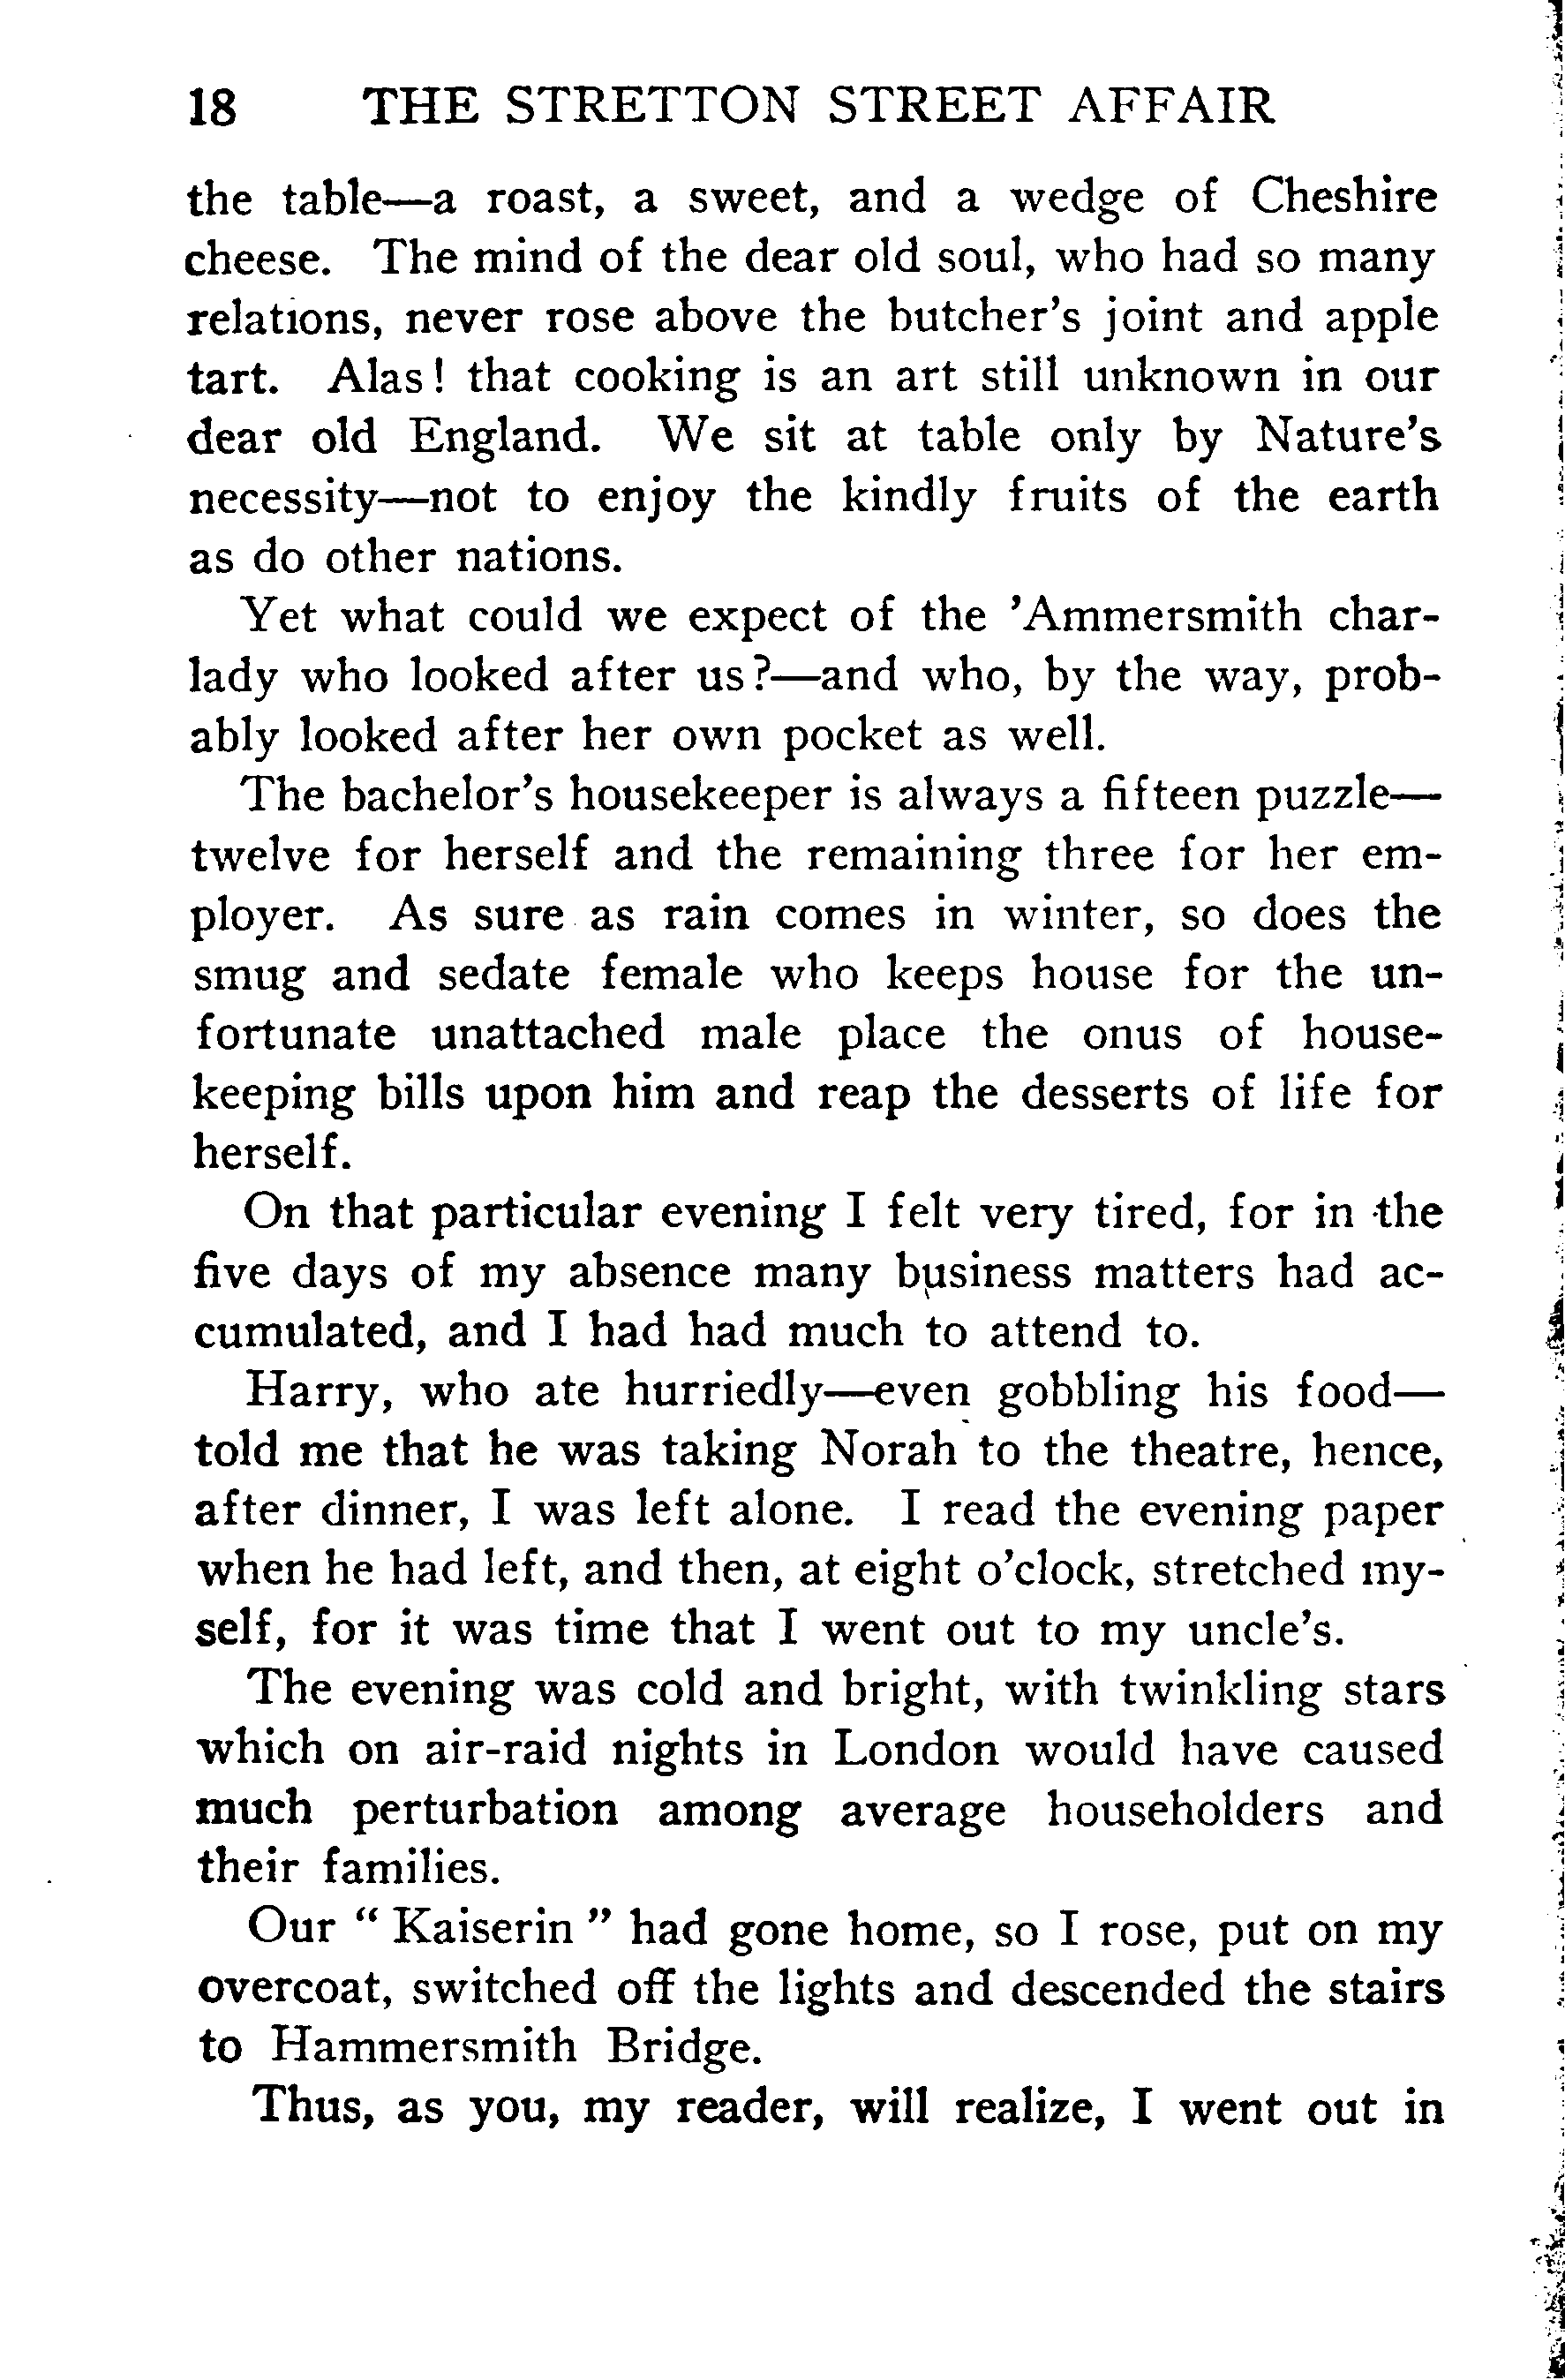 18 THE STRETTON STREET AFFAIR
the table—a roast, a sweet, and a wedge of Cheshire
cheese. The mind of the dear old soul, who had so many
relations, never rose above the butcher's joint and apple
tart. Alas! that cooking is an art still unknown in our
dear old England. We sit at table only by Nature's
necessity—not to enjoy the kindly fruits of the earth
as do other nations.
Yet what could we expect of the 'Ammersmith char-
lady who looked after us?—and who, by the way, prob-
ably looked after her own pocket as well.
The bachelor's housekeeper is always a fifteen puzzle—
twelve for herself and the remaining three for her em-
ployer. As sure as rain comes in winter, so does the
smug and sedate female who keeps house for the un-
fortunate unattached male place the onus of house-
keeping bills upon him and reap the desserts of life for
herself.
On that particular evening I felt very tired, for in the
five days of my absence many business matters had ac-
cumulated, and I had had much to attend to.
Harry, who ate hurriedly—even gobbling his food—
told me that he was taking Norah to the theatre, hence,
after dinner, I was left alone. I read the evening paper
when he had left, and then, at eight o'clock, stretched my-
self, for it was time that I went out to my uncle's.
The evening was cold and bright, with twinkling stars
which on air-raid nights in London would have caused
much perturbation among average householders and
their families.
Our " Kaiserin " had gone home, so I rose, put on my
overcoat, switched off the lights and descended the stairs
to Hammersmith Bridge.
Thus, as you, my reader, will realize, I went out in